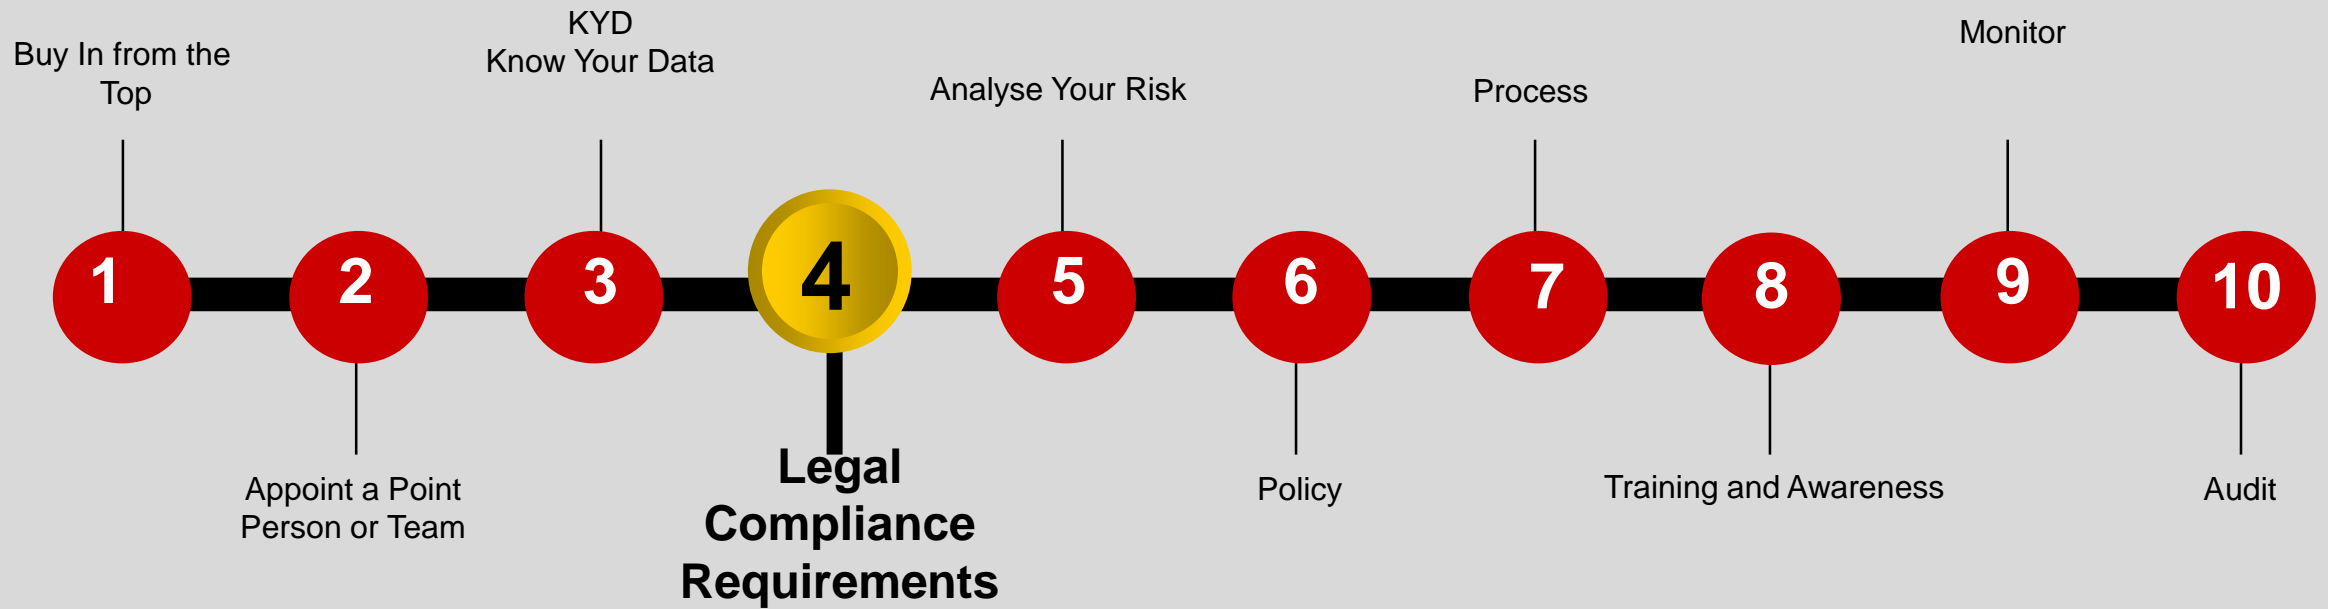 KYD
Know Your Data
Buy In from the
Top
Analyse Your Risk
Process
Monitor
1
2
3
4
5
6
7
8
9
10
Appoint a Point
Person or Team
Legal
Compliance
Requirements
Policy
Training and Awareness
Audit